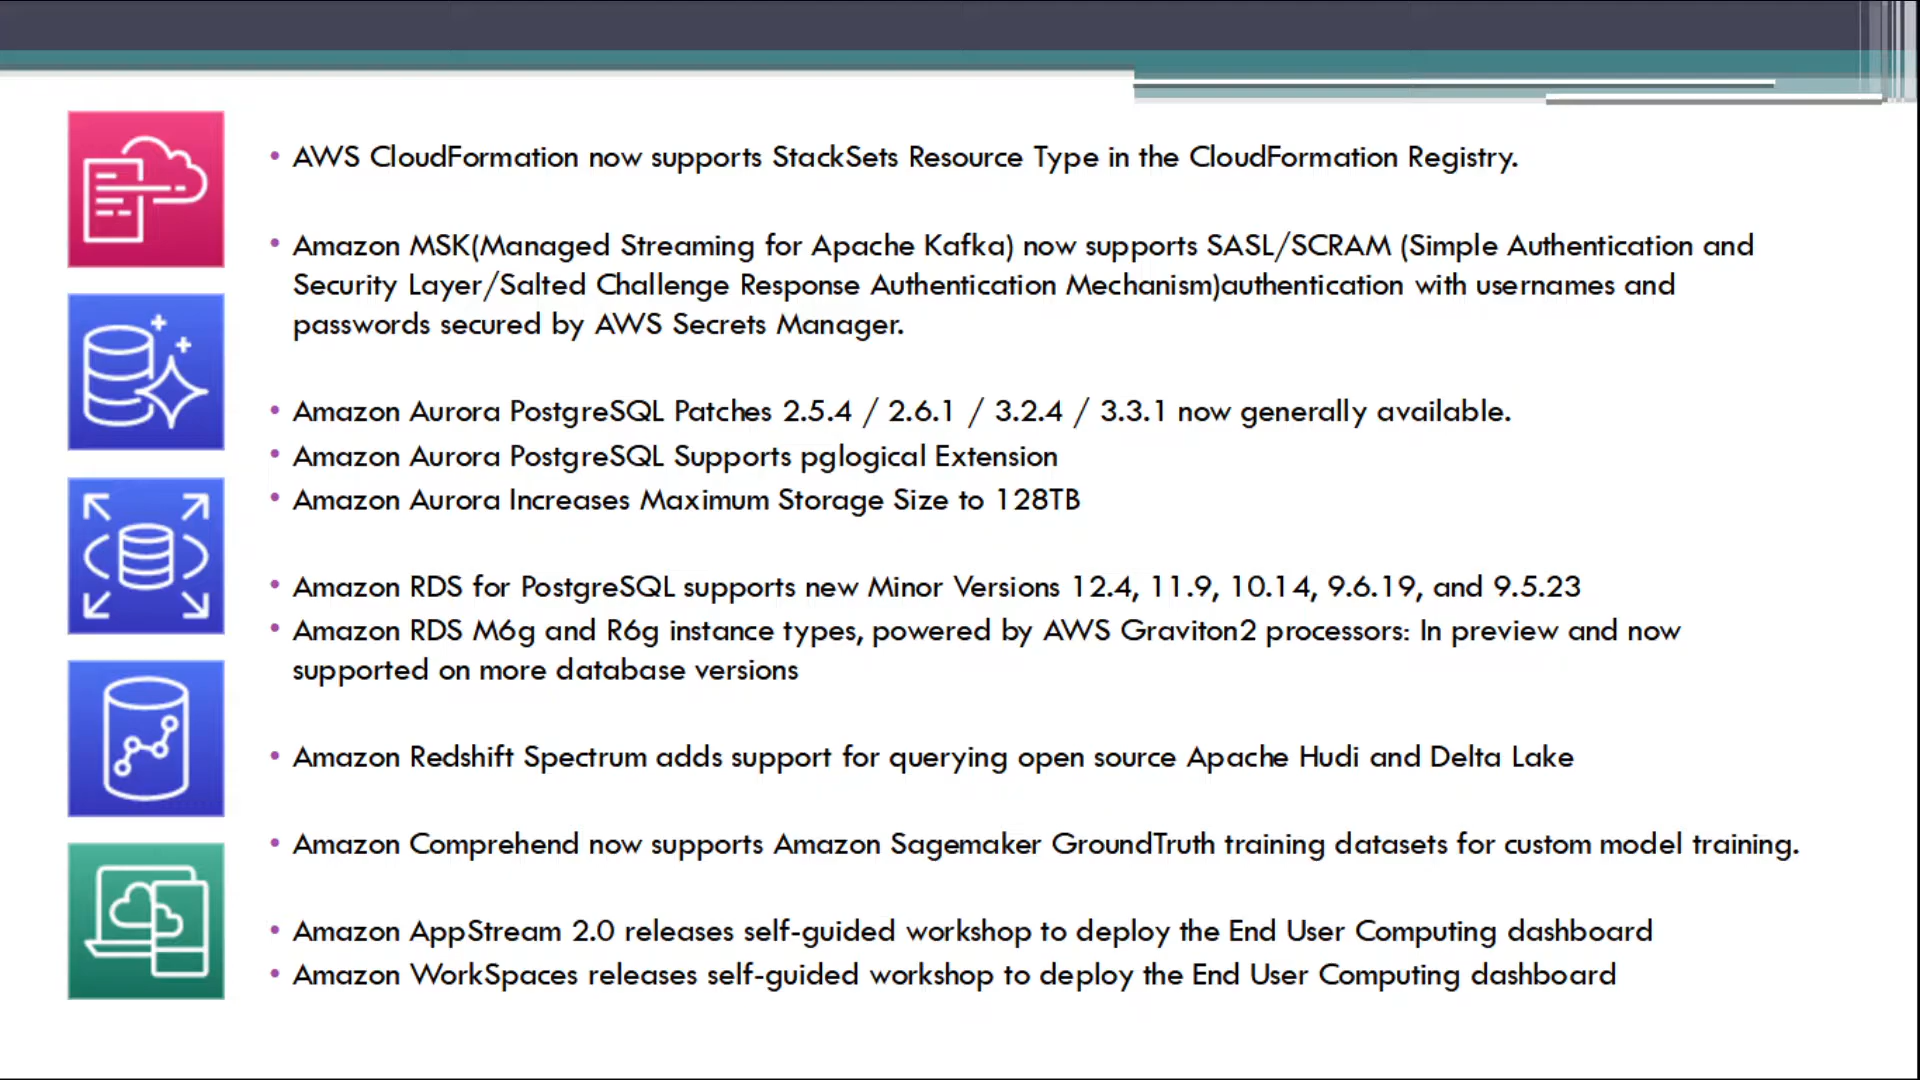 • AWS CloudFormation now supports StackSets Resource Type in the CloudFormation Registry.
• Amazon MSK(Managed Streaming for Apache Kafka) now supports SASL/SCRAM (Simple Authentication and
Security Layer/Salted Challenge Response Authentication Mechanism)authentication with usernames and
passwords secured by AWS Secrets Manager.
• Amazon Aurora PostgreSQL Patches 2.5.4 / 2.6.1 / 3.2.4 / 3.3.1 now generally available.
• Amazon Aurora PostgreSQL Supports pglogical Extension
• Amazon Aurora Increases Maximum Storage Size to 128TB
• Amazon RDS for PostgreSQL supports new Minor Versions 12.4, 11.9, 10.14, 9.6.19, and 9.5.23
• Amazon RDS M6g and R6g instance types, powered by AWS Graviton2 processors: In preview and now
supported on more database versions
• Amazon Redshift Spectrum adds support for querying open source Apache Hudi and Delta Lake
• Amazon Comprehend now supports Amazon Sagemaker GroundTruth training datasets for custom model training.
• Amazon AppStream 2.0 releases self-guided workshop to deploy the End User Computing dashboard
• Amazon WorkSpaces releases self-guided workshop to deploy the End User Computing dashboard